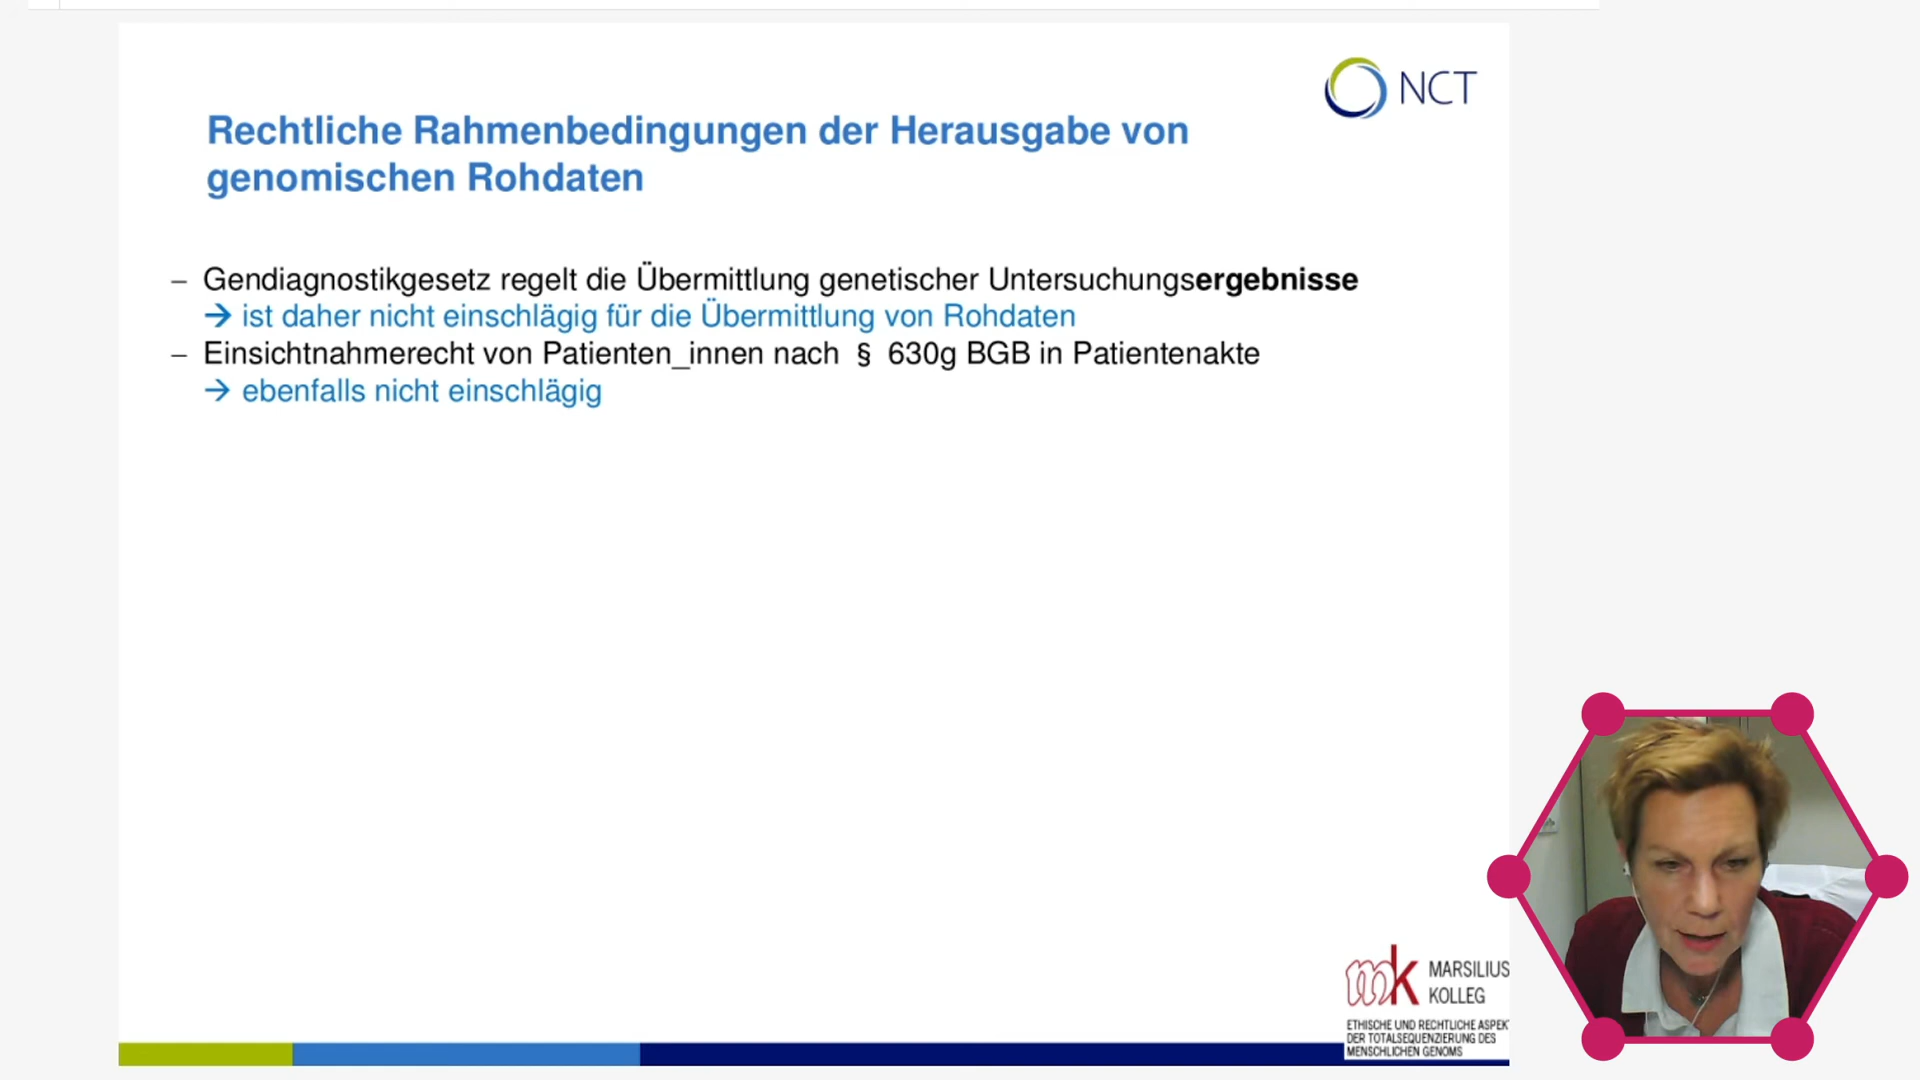 NCT
Rechtliche Rahmenbedingungen der Herausgabe von
genomischen Rohdaten
– Gendiagnostikgesetz regelt die Übermittlung genetischer Untersuchungsergebnisse
→ ist daher nicht einschlägig für die Übermittlung von Rohdaten
– Einsichtnahmerecht von Patienten_innen nach § 630g BGB in Patientenakte
→ ebenfalls nicht einschlägig
mk MARSILIUS
KOLLEG
ETHISCHE UND RECHTLICHE ASPEK
DER TOTALSEQUENZIERUNG DES
MENSCHLICHEN GENOMS